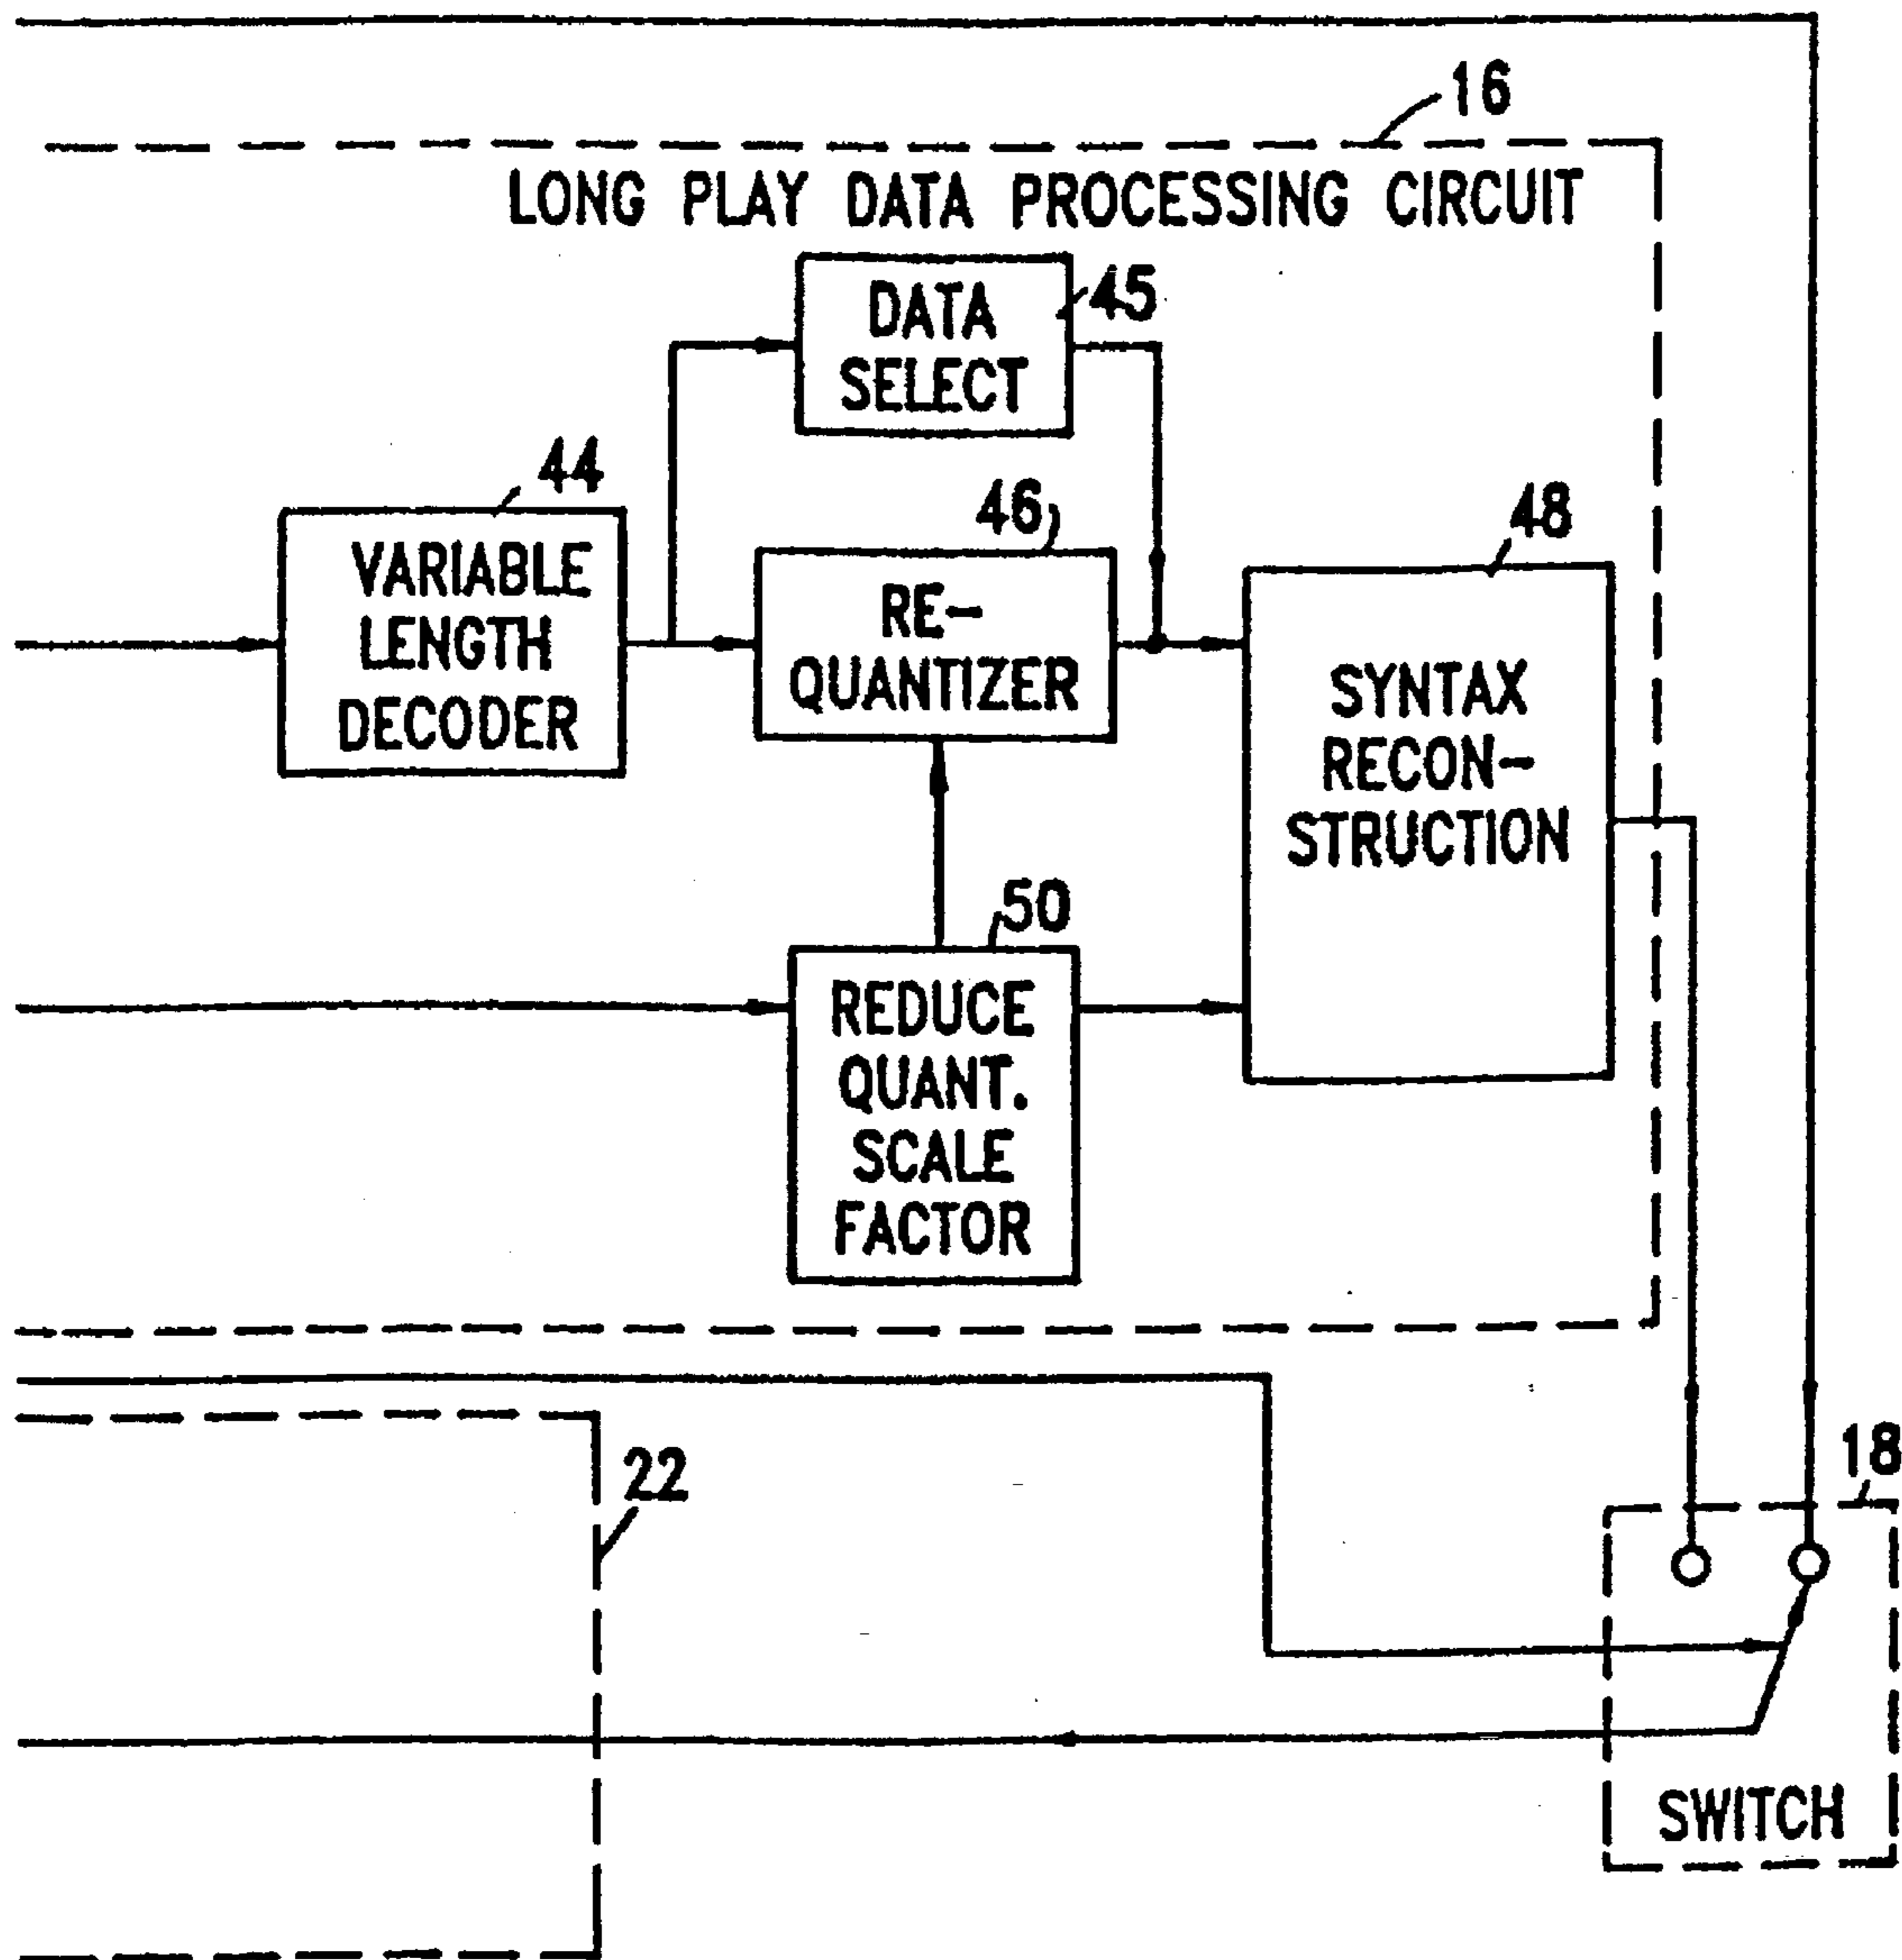 16
LONG PLAY DATA PROCESSING CIRCUIT
DATA
SELECT
45
44
VARIABLE
LENGTH
DECODER
46
RE-
QUANTIZER
48
SYNTAX
RECON-
STRUCTION
50
REDUCE
QUANT.
SCALE
FACTOR
22
18
SWITCH